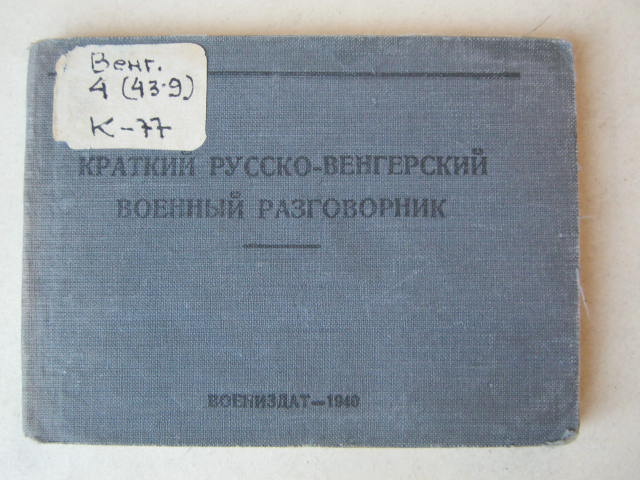 Венг.
4 (43-9)
К-77
КРАТКИЙ РУССКО-ВЕНГЕРСКИЙ
ВОЕННЫЙ РАЗГОВОРНИК
ВОЕНИЗДАТ—1940